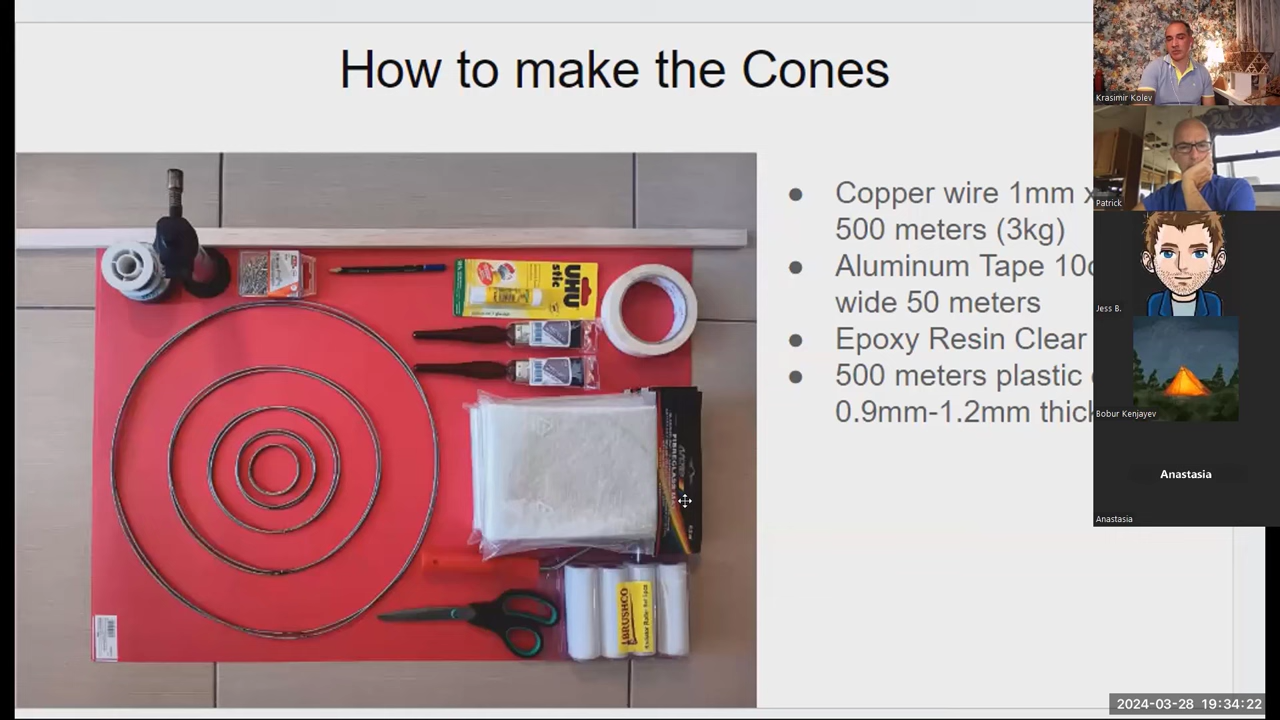 How to make the Cones
Copper wire 1mm x
500 meters (3kg)
Aluminum Tape 10
wide 50 meters
Epoxy Resin Clear
500 meters plastic
0.9mm-1.2mm thick
UHU
stic
FIBREGLASS
BRUSHCO
Krasimir Kolev
Patrick
Jess B.
Bobur Kenjayev
Anastasia
Anastasia
2024-03-28 19:34:22